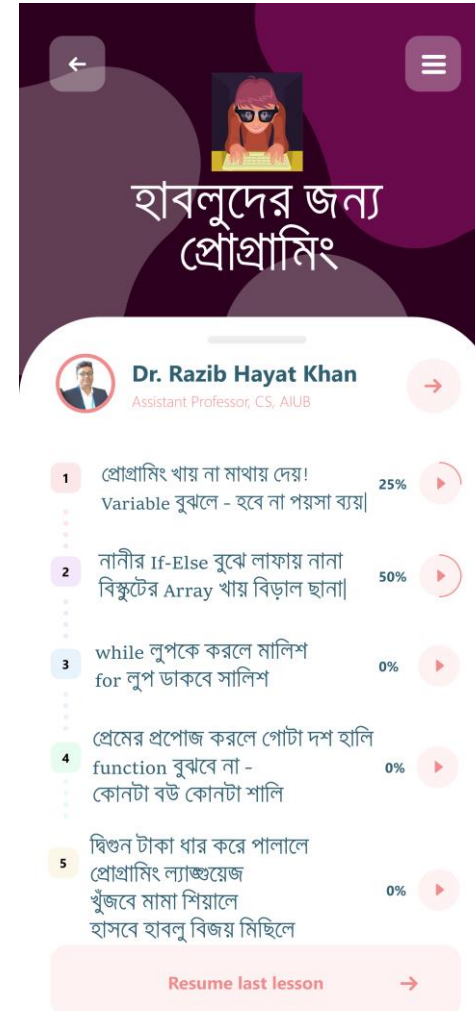 হাবলুদের জন্য
প্রোগ্রামিং
Dr. Razib Hayat Khan
Assistant Professor, CS, AIUB
1
প্রোগ্রামিং খায় না মাথায় দেয়!
Variable বুঝলে - হবে না পয়সা ব্যয়|
25%
2
নানীর If-Else বুঝে লাফায় নানা
বিস্কুটের Array খায় বিড়াল ছানা|
50%
3
while লুপকে করলে মালিশ
for লুপ ডাকবে সালিশ
0%
4
প্রেমের প্রপোজ করলে গোটা দশ হালি
function বুঝবে না -
কোনটা বউ কোনটা শালি
0%
5
দ্বিগুন টাকা ধার করে পালালে
প্রোগ্রামিং ল্যাঙ্গুয়েজ
খুঁজবে মামা শিয়ালে
হাসবে হাবলু বিজয় মিছিলে
0%
Resume last lesson